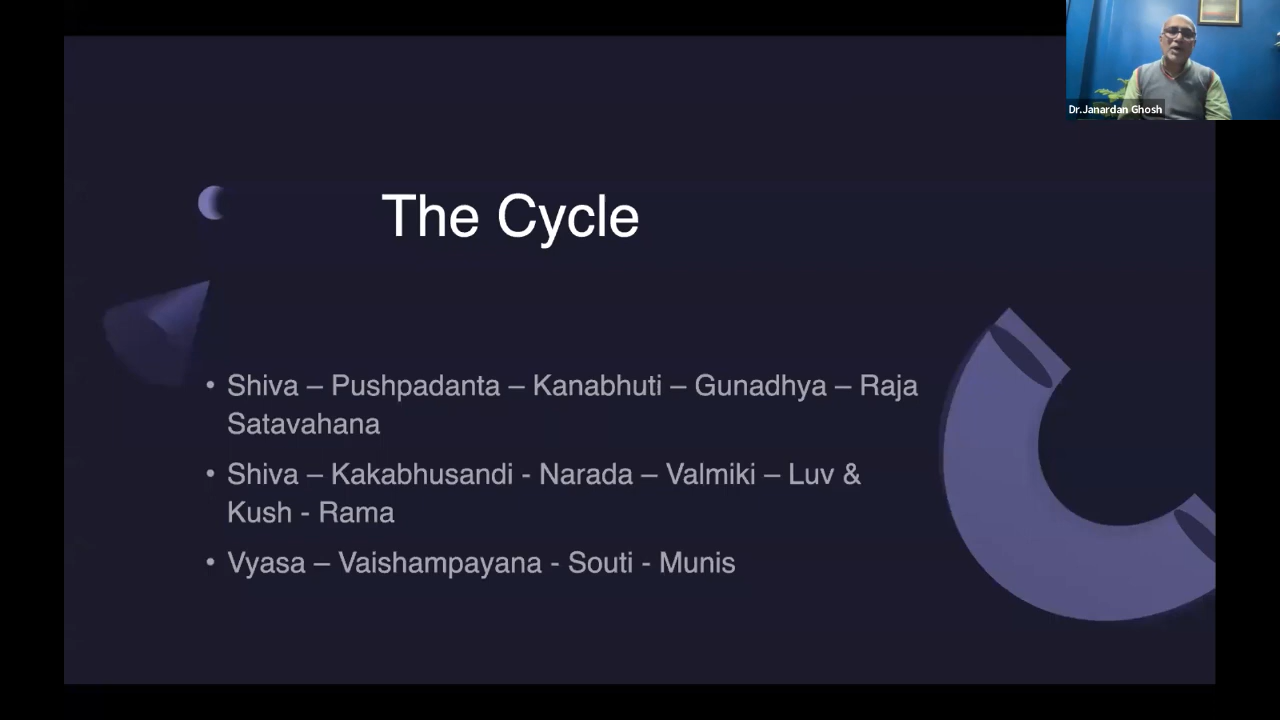 Dr.Janardan Ghosh
The Cycle
• Shiva – Pushpadanta – Kanabhuti – Gunadhya – Raja
Satavahana
• Shiva – Kakabhusandi - Narada – Valmiki – Luv &
Kush - Rama
• Vyasa – Vaishampayana - Souti - Munis